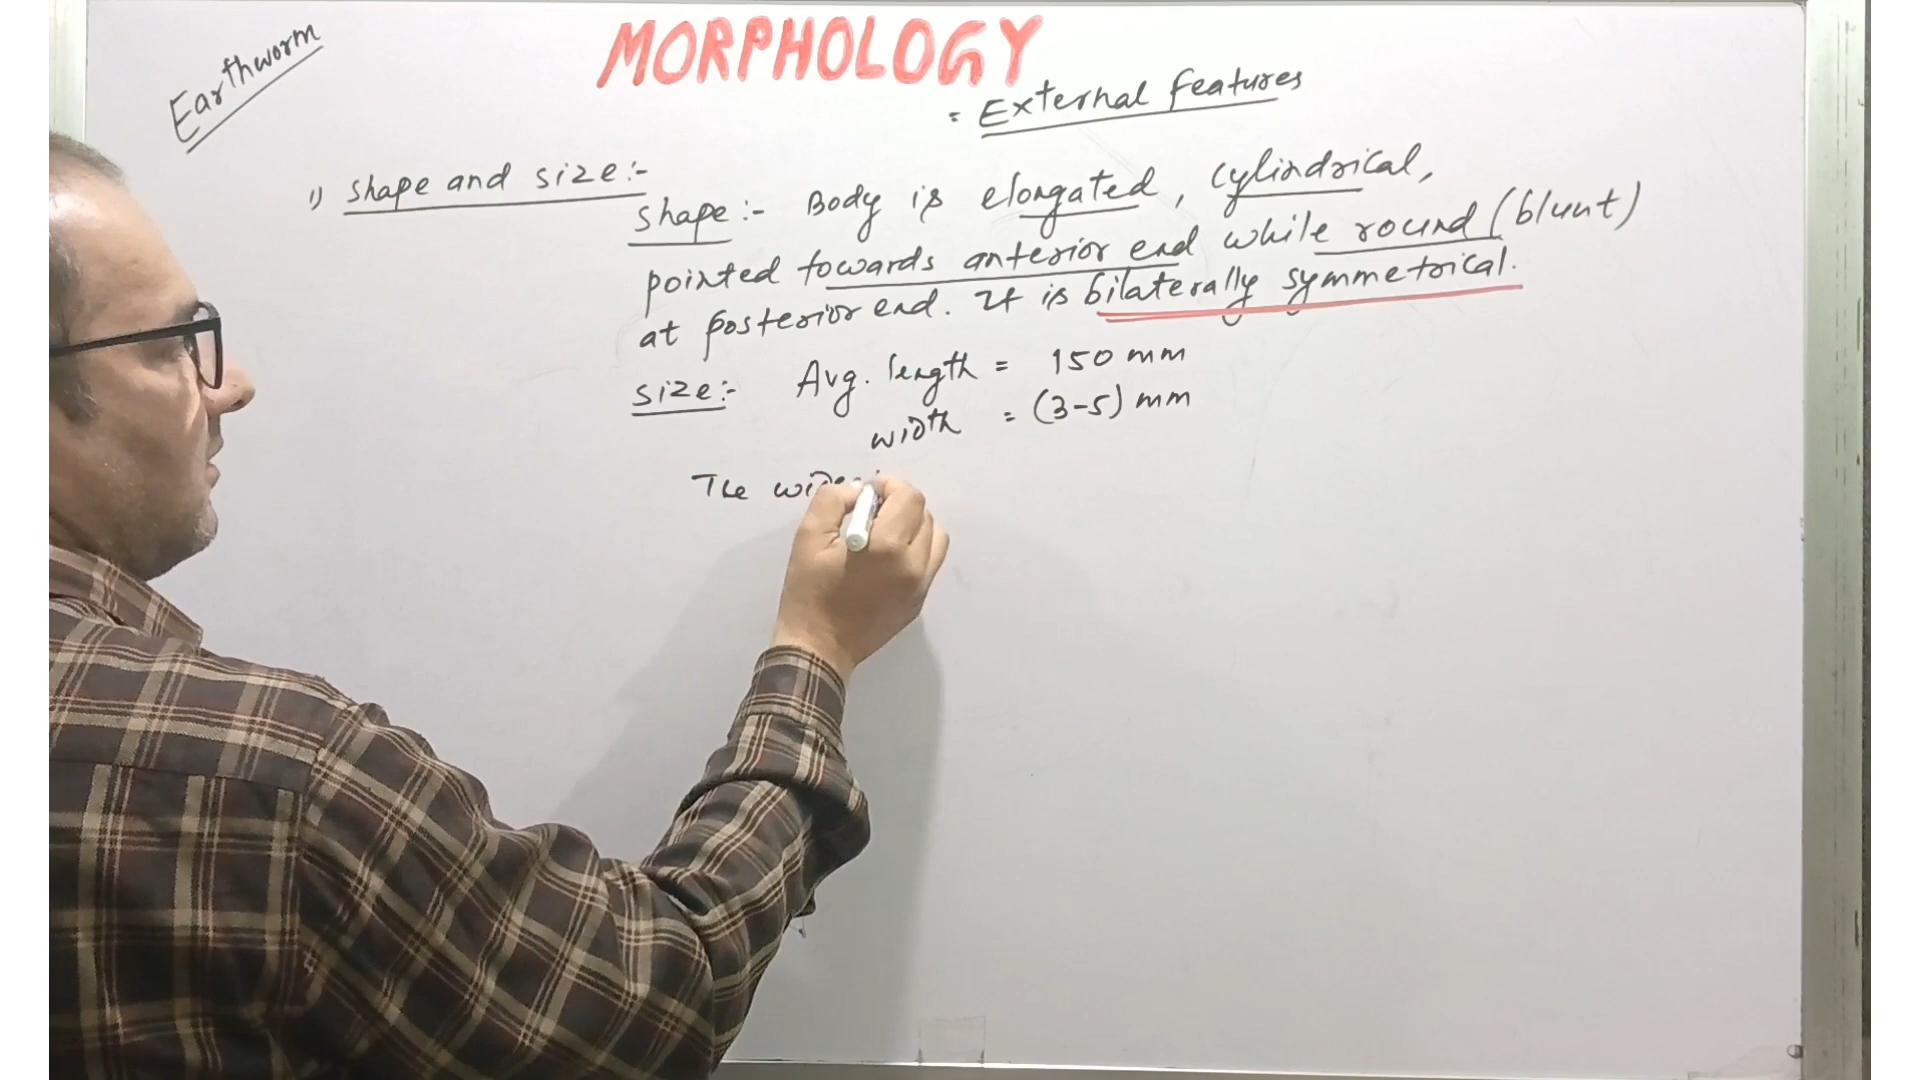 Earthworm
MORPHOLOGY
= External features
1) Shape and size :-
Shape :- Body is elongated, cylindrical,
pointed towards anterior end while round (blunt)
at posterior end. It is bilaterally symmetrical.
Size :- Avg. length = 150 mm
width = (3-5) mm
The